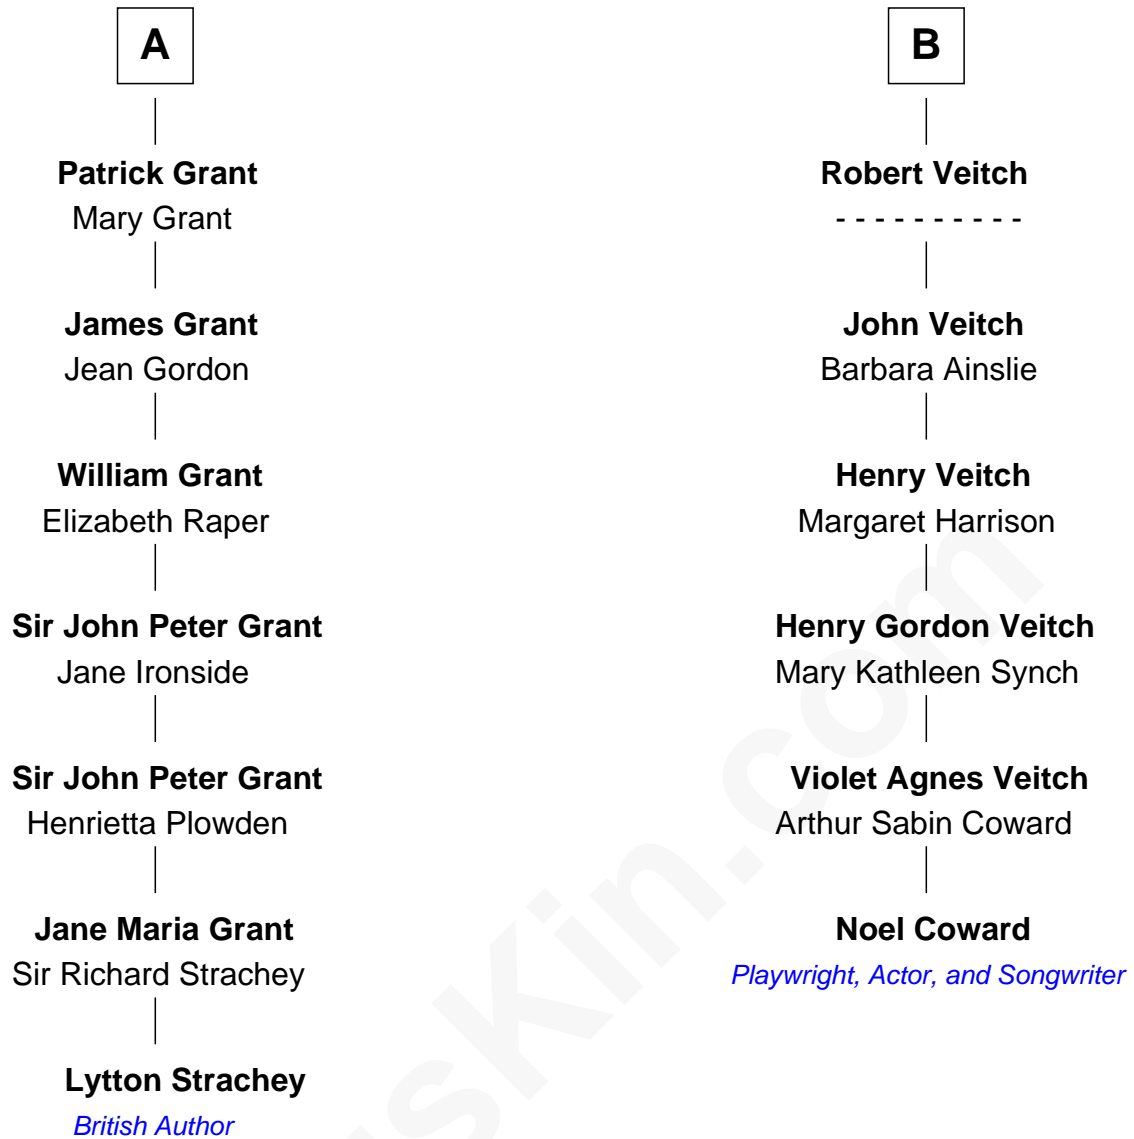 A
Patrick Grant
Mary Grant
James Grant
Jean Gordon
William Grant
Elizabeth Raper
Sir John Peter Grant
Jane Ironside
Sir John Peter Grant
Henrietta Plowden
Jane Maria Grant
Sir Richard Strachey
Lytton Strachey
British Author
B
Robert Veitch
- - - - - - - - - -
John Veitch
Barbara Ainslie
Henry Veitch
Margaret Harrison
Henry Gordon Veitch
Mary Kathleen Synch
Violet Agnes Veitch
Arthur Sabin Coward
Noel Coward
Playwright, Actor, and Songwriter